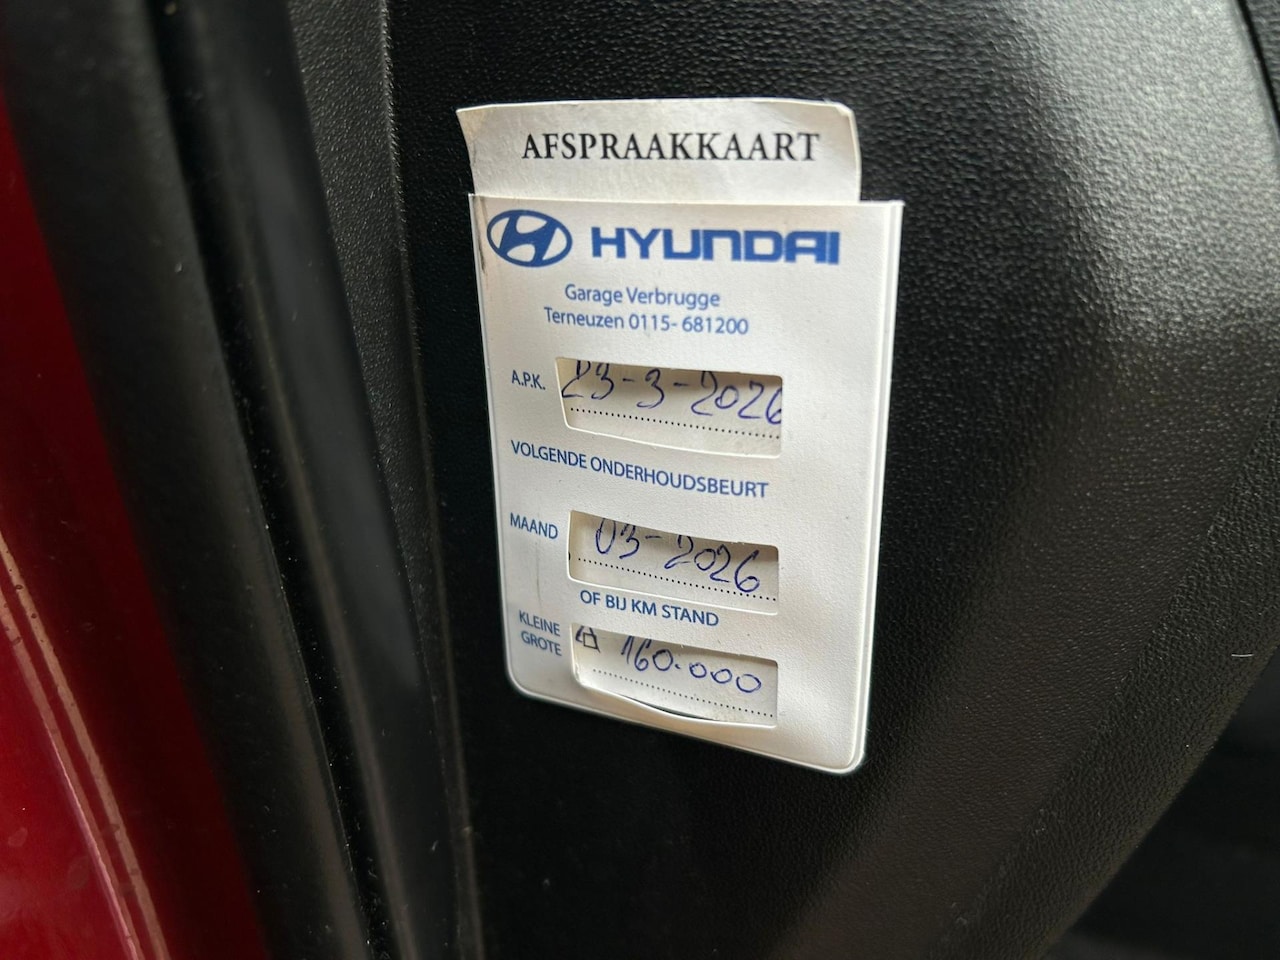 AFSPRAAKKAART
HYUNDAI
Garage Verbrugge
Terneuzen 0115-681200
A.P.K. 23-3-2026
VOLGENDE ONDERHOUDSBEURT
MAAND 03-2026
OF BIJ KM STAND
KLEINE
GROTE 160.000